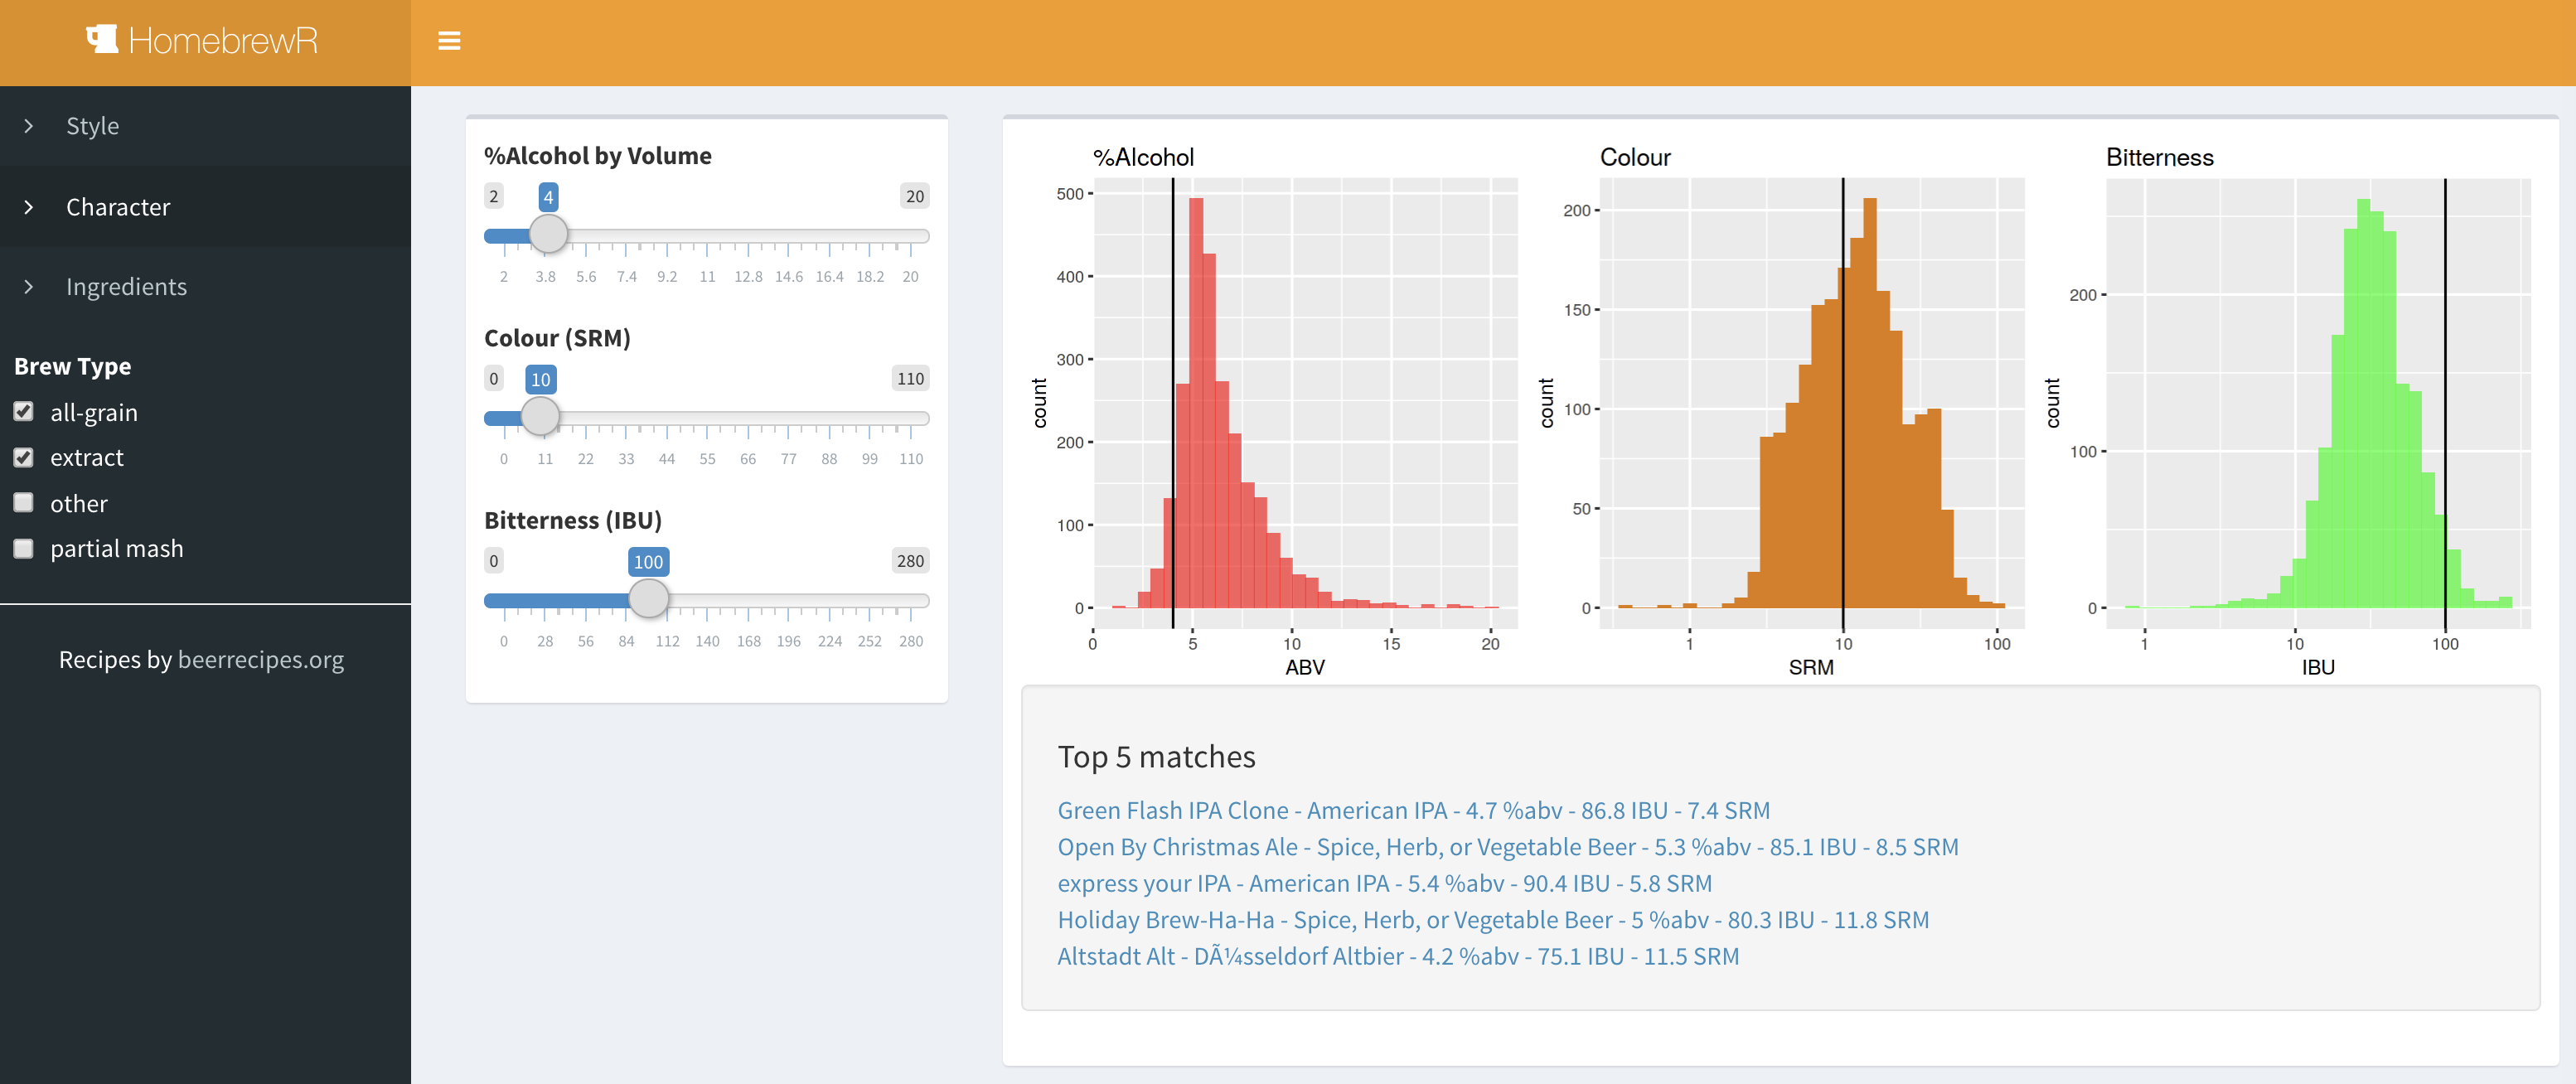 HomebrewR
Style
Character
Ingredients
Brew Type
all-grain
extract
other
partial mash
Recipes by beerrecipes.org
%Alcohol by Volume
2 4 20
2 3.8 5.6 7.4 9.2 11 12.8 14.6 16.4 18.2 20
Colour (SRM)
0 10 110
0 11 22 33 44 55 66 77 88 99 110
Bitterness (IBU)
0 100 280
0 28 56 84 112 140 168 196 224 252 280
%Alcohol
500
400
300
200
100
0
count
0 5 10 15 20
ABV
Colour
200
150
100
50
0
count
1 10 100
SRM
Bitterness
200
100
0
count
1 10 100
IBU
Top 5 matches
Green Flash IPA Clone - American IPA - 4.7 %abv - 86.8 IBU - 7.4 SRM
Open By Christmas Ale - Spice, Herb, or Vegetable Beer - 5.3 %abv - 85.1 IBU - 8.5 SRM
express your IPA - American IPA - 5.4 %abv - 90.4 IBU - 5.8 SRM
Holiday Brew-Ha-Ha - Spice, Herb, or Vegetable Beer - 5 %abv - 80.3 IBU - 11.8 SRM
Altstadt Alt - DÃ¼sseldorf Altbier - 4.2 %abv - 75.1 IBU - 11.5 SRM